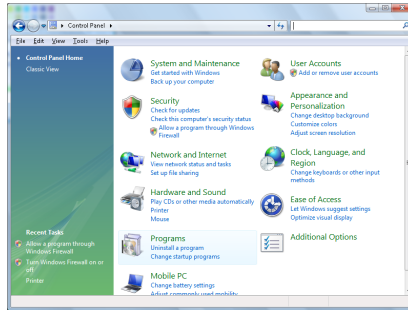 Control Panel
File Edit View Tools Help
Control Panel Home
Classic View
System and Maintenance
Get started with Windows
Back up your computer
Security
Check for updates
Check this computer's security status
Allow a program through Windows
Firewall
Network and Internet
View network status and tasks
Set up file sharing
Hardware and Sound
Play CDs or other media automatically
Printer
Mouse
Programs
Uninstall a program
Change startup programs
Mobile PC
Change battery settings
Adjust commonly used mobility
User Accounts
Add or remove user accounts
Appearance and
Personalization
Change desktop background
Customize colors
Adjust screen resolution
Clock, Language, and
Region
Change keyboards or other input
methods
Ease of Access
Let Windows suggest settings
Optimize visual display
Additional Options
Recent Tasks
Allow a program through
Windows Firewall
Turn Windows Firewall on or
off
Printer